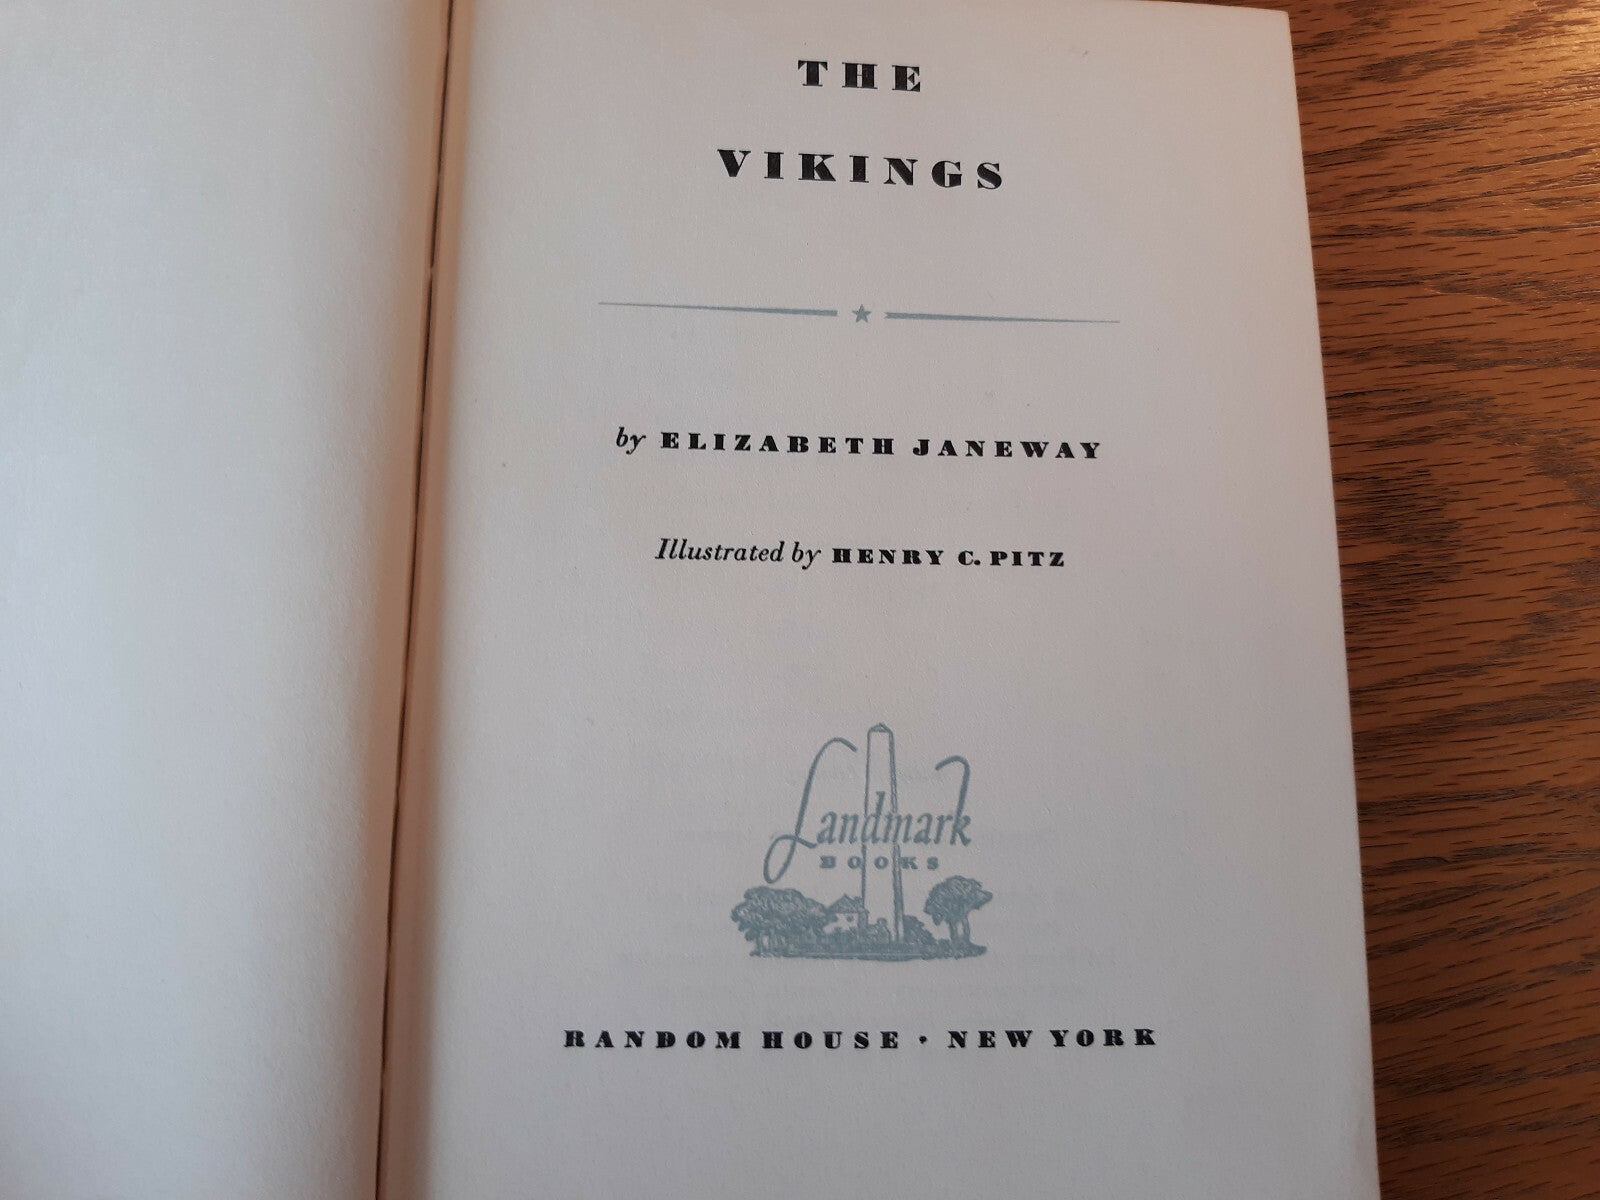 THE
VIKINGS
by ELIZABETH JANEWAY
Illustrated by HENRY C. PITZ
Landmark
BOOKS
RANDOM HOUSE · NEW YORK